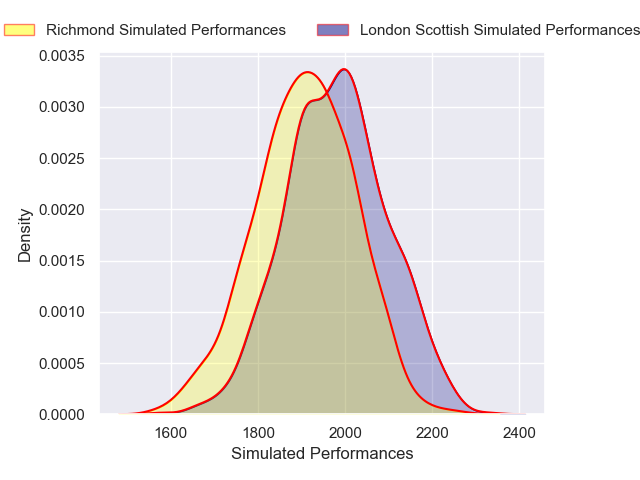 Richmond Simulated Performances London Scottish Simulated Performances
0.0035
0.0030
0.0025
0.0020
0.0015
0.0010
0.0005
0.0000
Density
1600 1800 2000 2200 2400
Simulated Performances